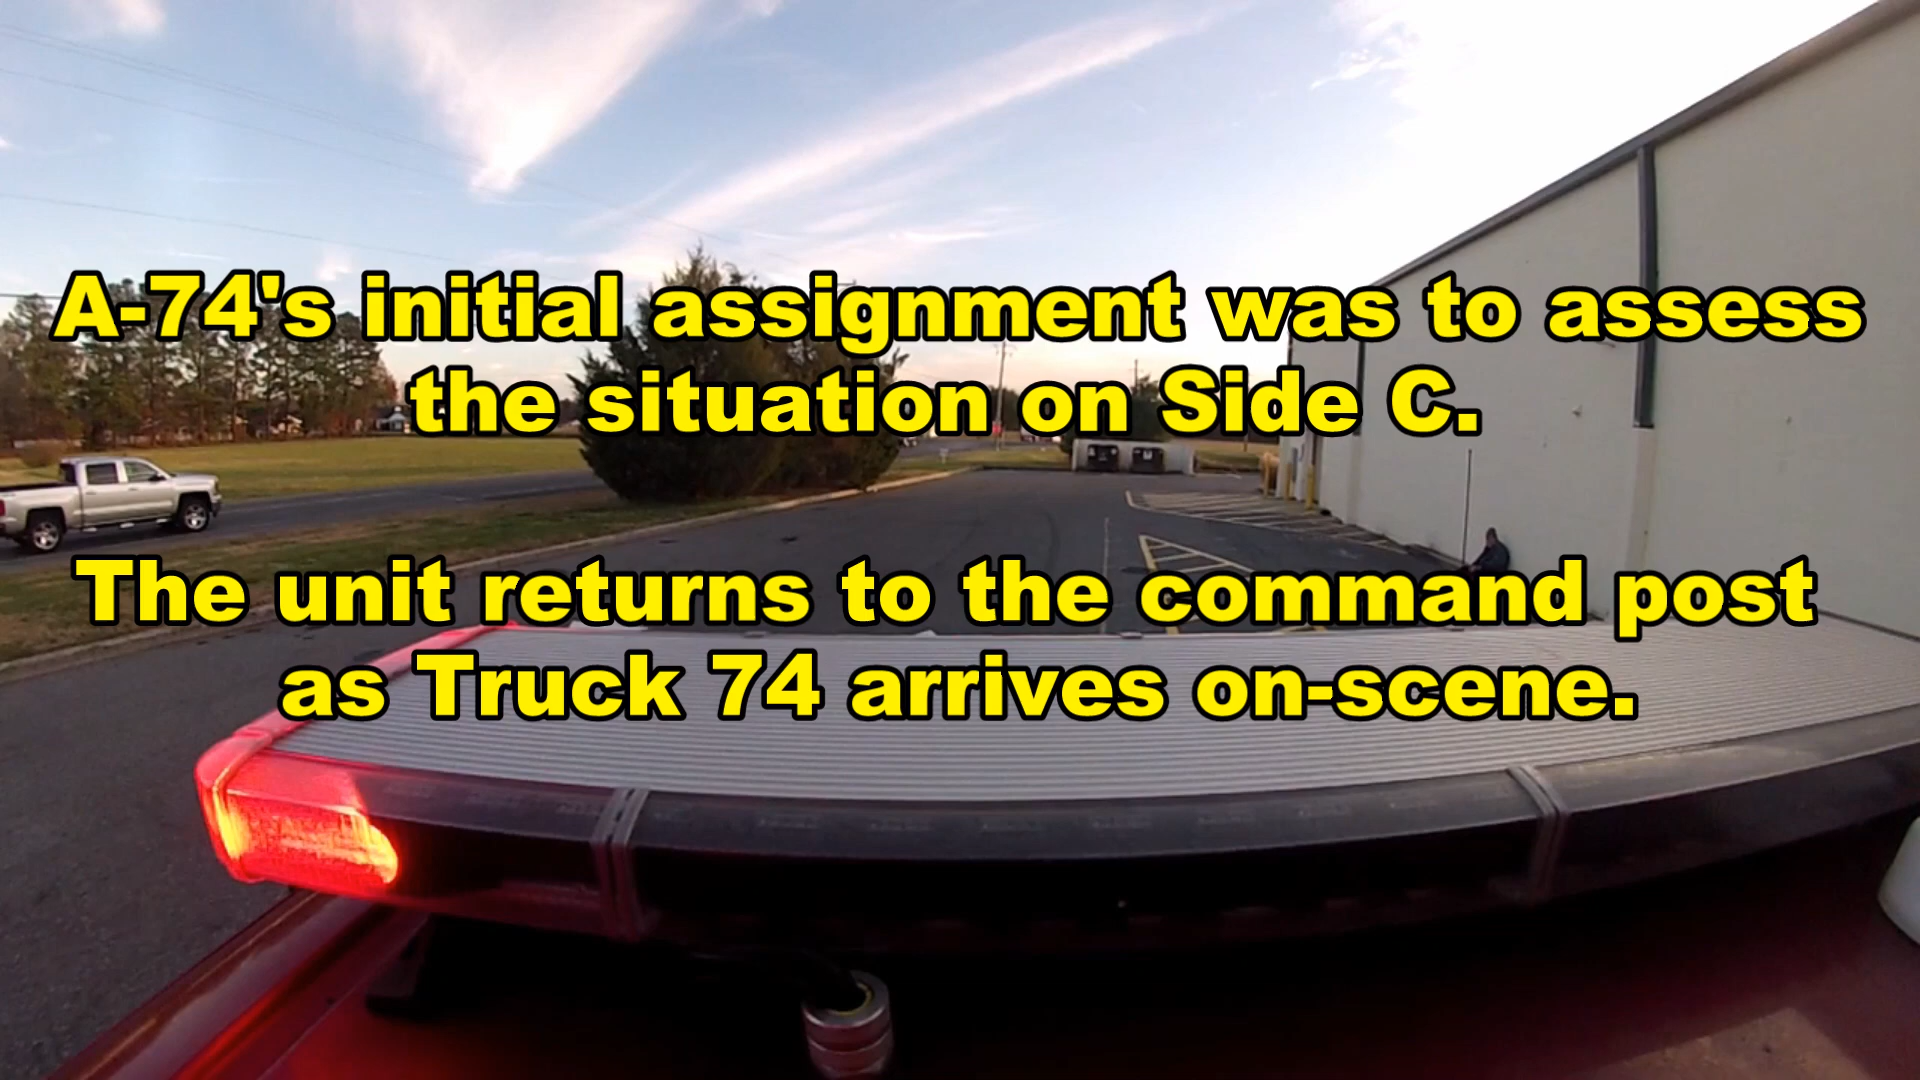 A-74's initial assignment was to assess
the situation on Side C.
The unit returns to the command post
as Truck 74 arrives on-scene.